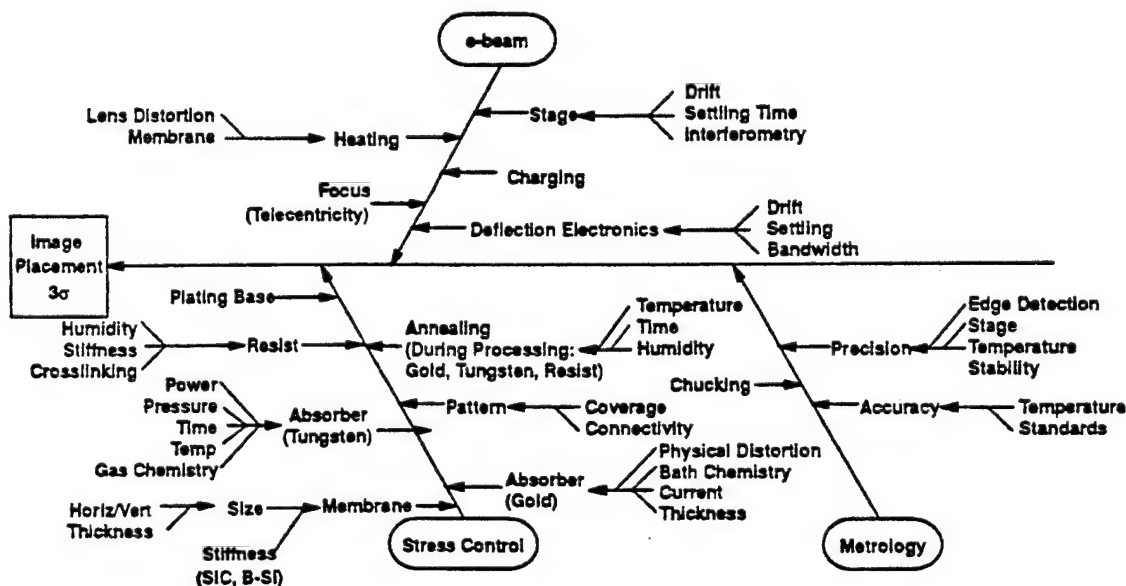 e-beam
Lens Distortion
Membrane
Heating
Stage
Drift
Settling Time
Interferometry
Charging
Focus
(Telecentricity)
Deflection Electronics
Drift
Settling
Bandwidth
Image
Placement
3σ
Plating Base
Humidity
Stiffness
Crosslinking
Resist
Annealing
(During Processing:
Gold, Tungsten, Resist)
Temperature
Time
Humidity
Edge Detection
Stage
Temperature
Stability
Precision
Chucking
Power
Pressure
Time
Temp
Gas Chemistry
Absorber
(Tungsten)
Pattern
Coverage
Connectivity
Accuracy
Temperature
Standards
Absorber
(Gold)
Physical Distortion
Bath Chemistry
Current
Thickness
Horiz/Vert
Thickness
Size
Membrane
Stiffness
(SIC, B-SI)
Stress Control
Metrology